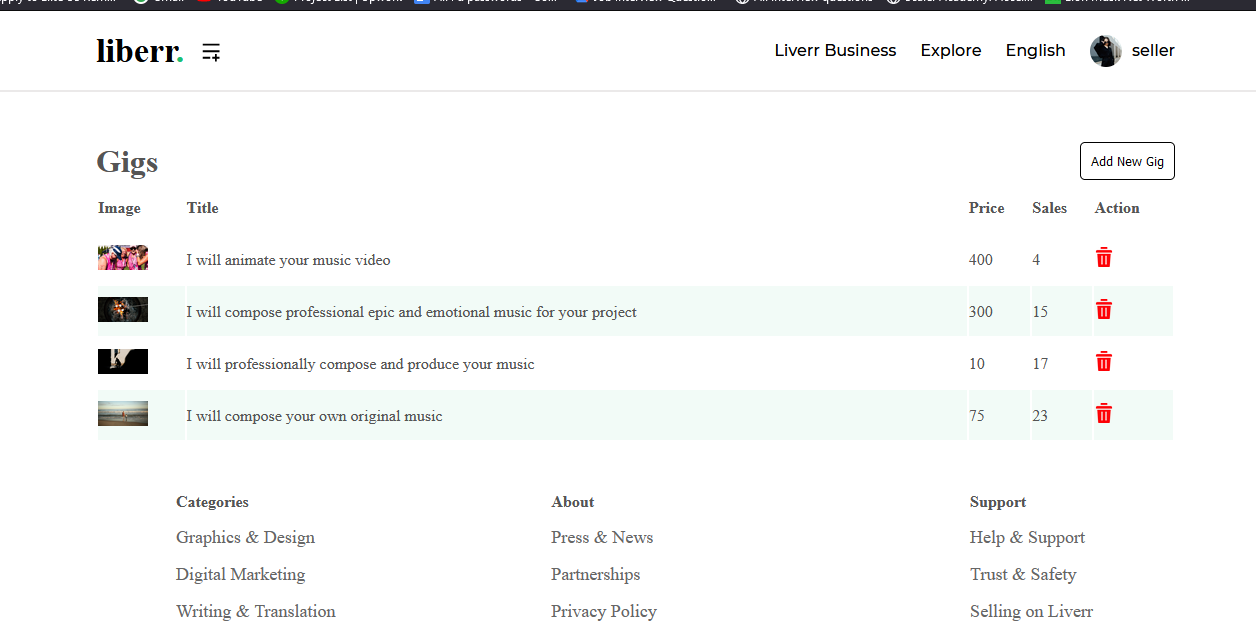 liberr.
Liverr Business Explore English seller
Gigs
Add New Gig
Image Title Price Sales Action
I will animate your music video 400 4
I will compose professional epic and emotional music for your project 300 15
I will professionally compose and produce your music 10 17
I will compose your own original music 75 23
Categories About Support
Graphics & Design Press & News Help & Support
Digital Marketing Partnerships Trust & Safety
Writing & Translation Privacy Policy Selling on Liverr